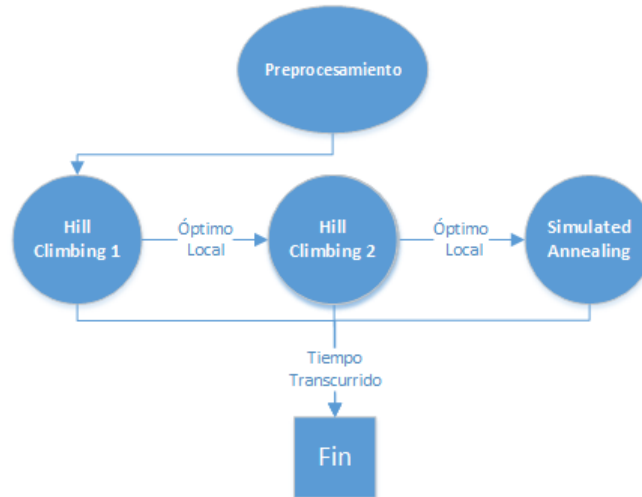 Preprocesamiento
Hill
Climbing 1
Óptimo
Local
Hill
Climbing 2
Óptimo
Local
Simulated
Annealing
Tiempo
Transcurrido
Fin